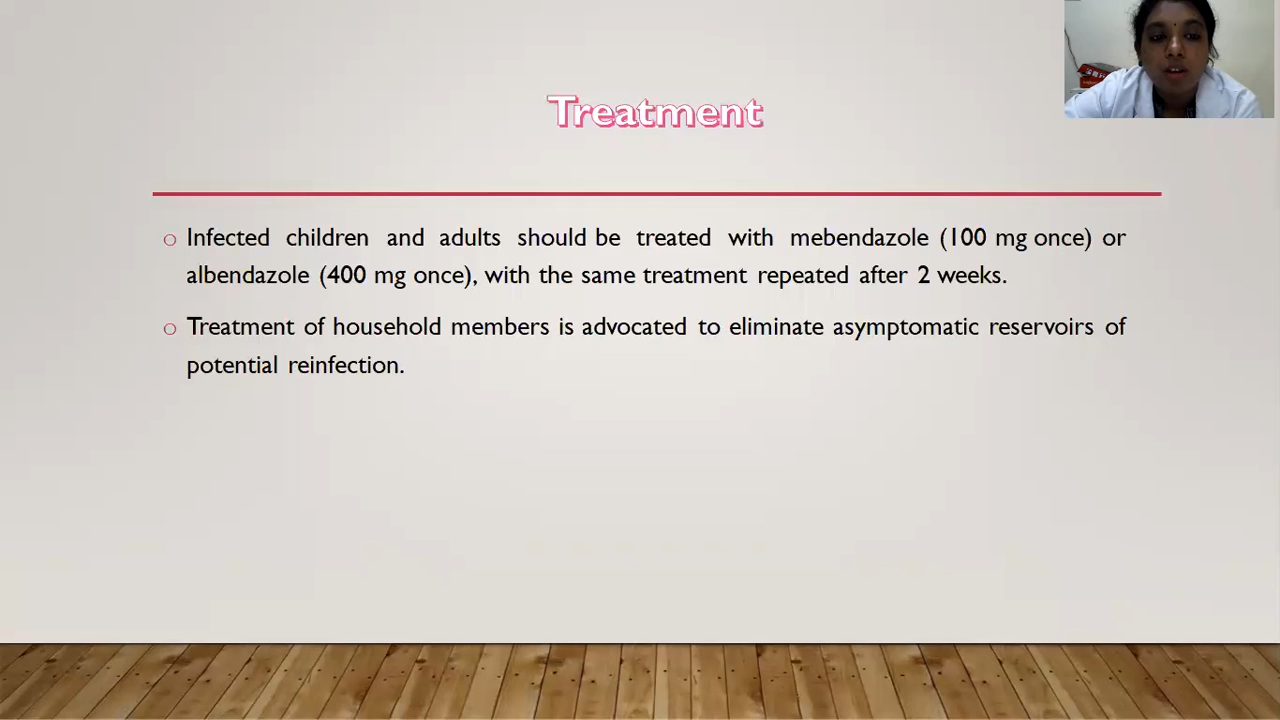 Treatment
Infected children and adults should be treated with mebendazole (100 mg once) or
albendazole (400 mg once), with the same treatment repeated after 2 weeks.
Treatment of household members is advocated to eliminate asymptomatic reservoirs of
potential reinfection.